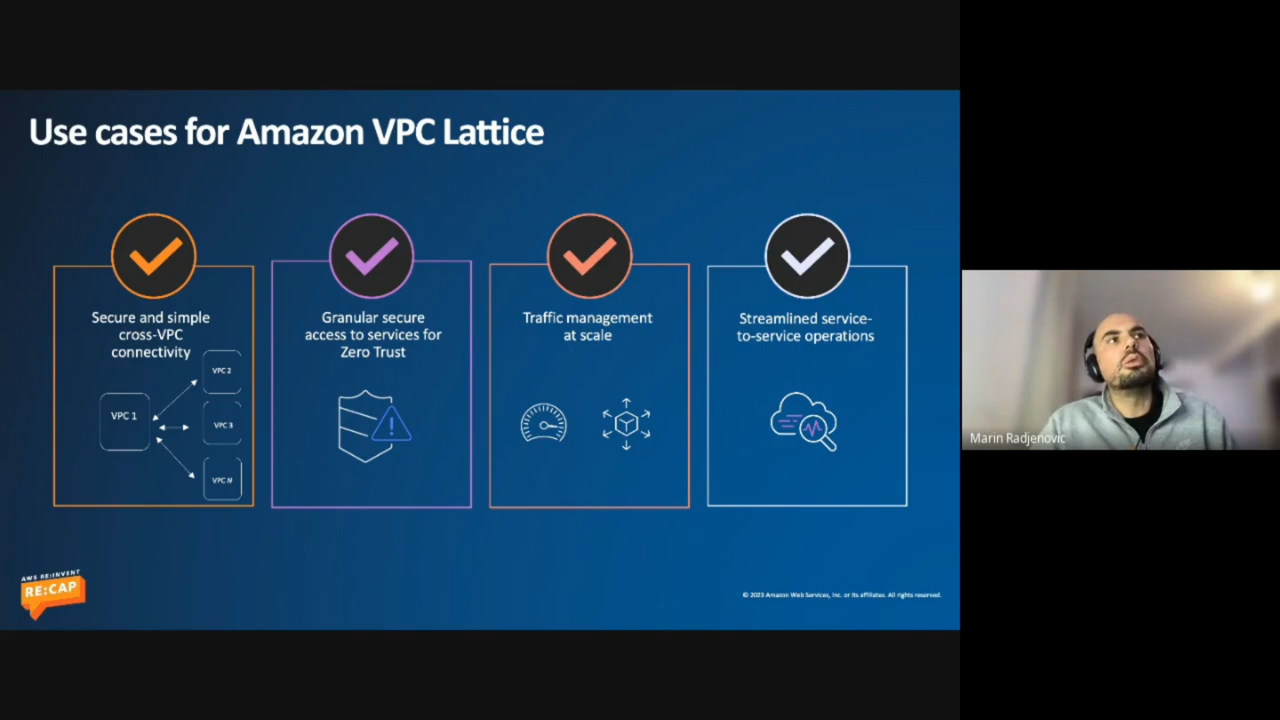 Use cases for Amazon VPC Lattice
Secure and simple
cross-VPC
connectivity
VPC 1
VPC 2
VPC 3
VPC N
Granular secure
access to services for
Zero Trust
Traffic management
at scale
Streamlined service-
to-service operations
AWS RE:INVENT
RE:CAP
© 2023 Amazon Web Services, Inc. or its affiliates. All rights reserved.
Marin Radjenovic